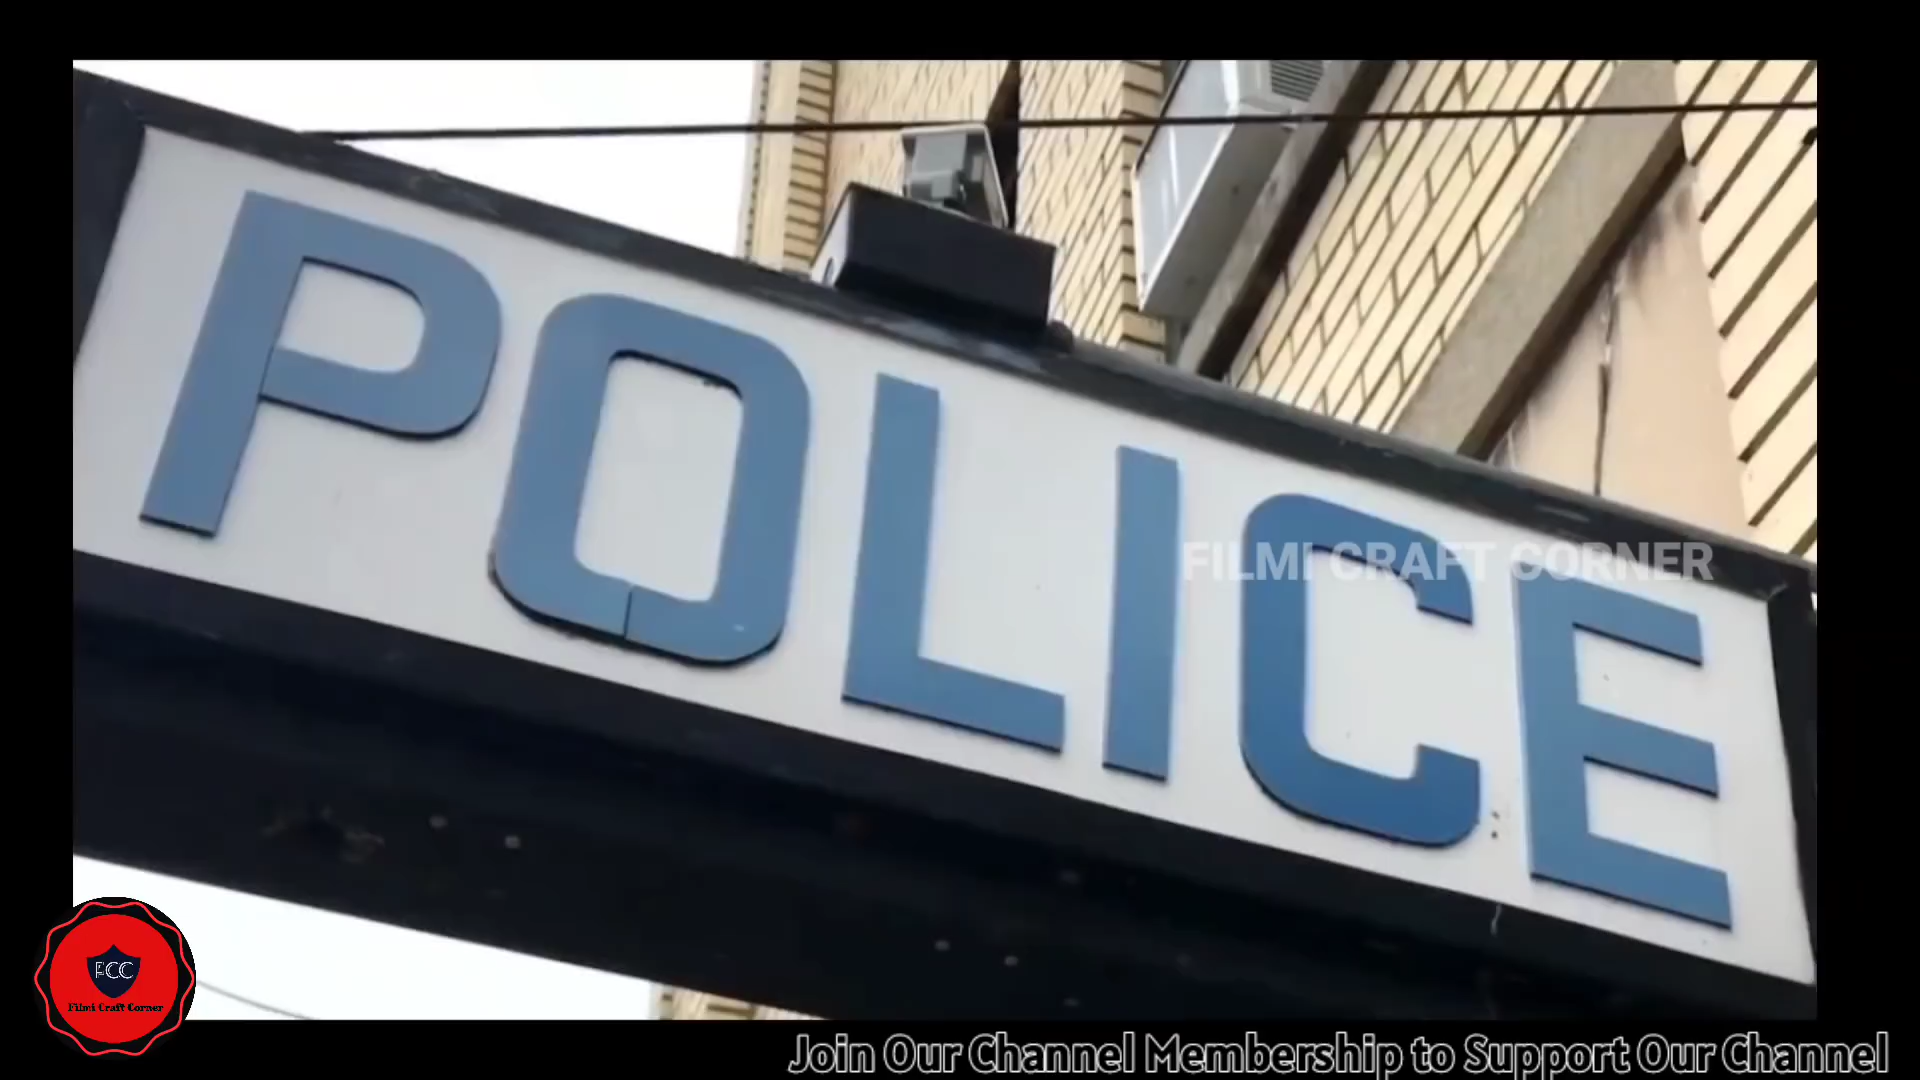 POLICE
FILMI CRAFT CORNER
FCC
Filmi Craft Corner
Join Our Channel Membership to Support Our Channel